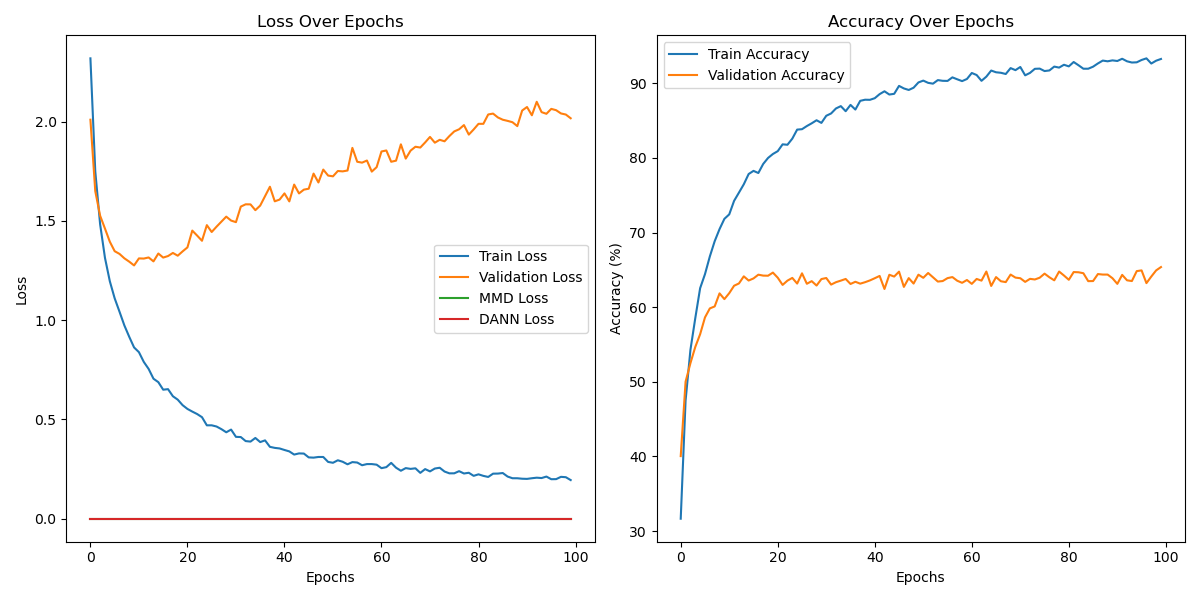 Loss Over Epochs
Loss
2.0
1.5
1.0
0.5
0.0
Train Loss
Validation Loss
MMD Loss
DANN Loss
0 20 40 60 80 100
Epochs
Accuracy Over Epochs
Accuracy (%)
Train Accuracy
Validation Accuracy
90
80
70
60
50
40
30
0 20 40 60 80 100
Epochs